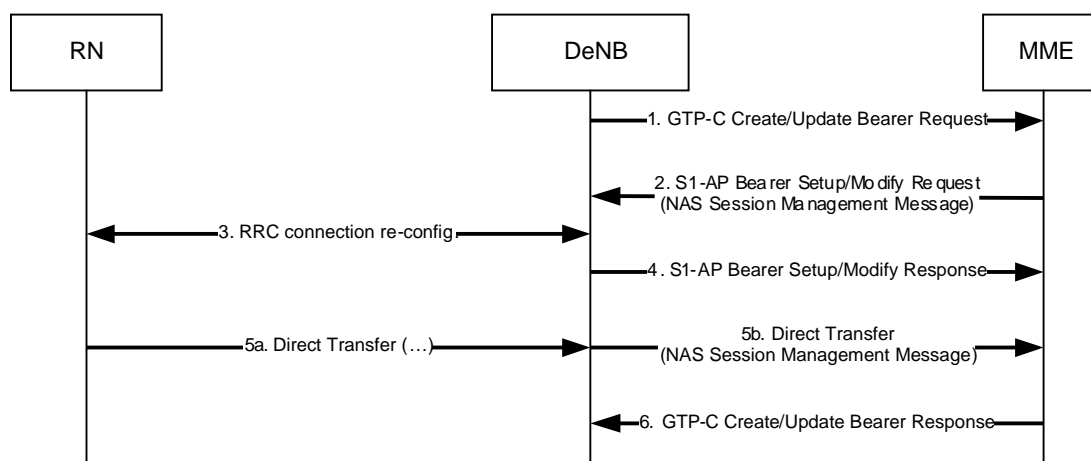 RN
DeNB
MME
1. GTP-C Create/Update Bearer Request
2. S1-AP Bearer Setup/Modify Request
(NAS Session Management Message)
3. RRC connection re-config.
4. S1-AP Bearer Setup/Modify Response
5a. Direct Transfer (…)
5b. Direct Transfer
(NAS Session Management Message)
6. GTP-C Create/Update Bearer Response